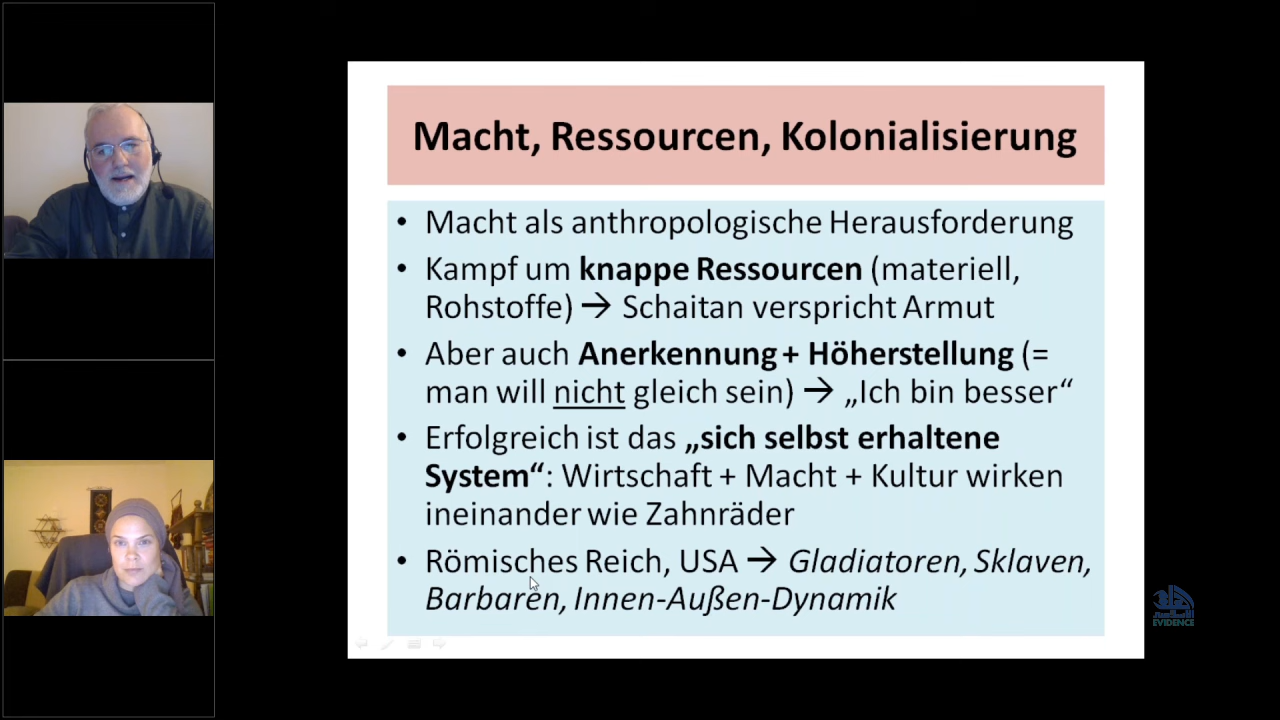 Macht, Ressourcen, Kolonialisierung
• Macht als anthropologische Herausforderung
• Kampf um knappe Ressourcen (materiell,
Rohstoffe) → Schaitan verspricht Armut
• Aber auch Anerkennung + Höherstellung (=
man will nicht gleich sein) → „Ich bin besser“
• Erfolgreich ist das „sich selbst erhaltene
System“: Wirtschaft + Macht + Kultur wirken
ineinander wie Zahnräder
• Römisches Reich, USA → Gladiatoren, Sklaven,
Barbaren, Innen-Außen-Dynamik
EVIDENCE